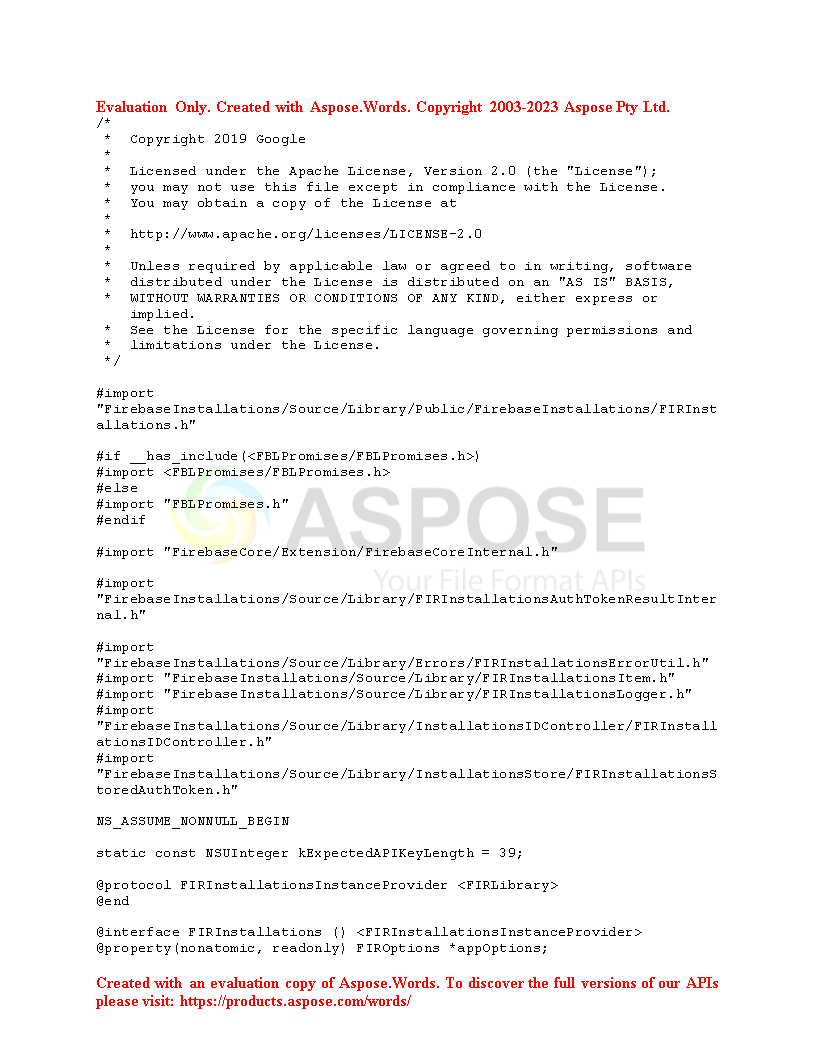 Evaluation Only. Created with Aspose.Words. Copyright 2003-2023 Aspose Pty Ltd.
/*
 * Copyright 2019 Google
 *
 * Licensed under the Apache License, Version 2.0 (the "License");
 * you may not use this file except in compliance with the License.
 * You may obtain a copy of the License at
 *
 * http://www.apache.org/licenses/LICENSE-2.0
 *
 * Unless required by applicable law or agreed to in writing, software
 * distributed under the License is distributed on an "AS IS" BASIS,
 * WITHOUT WARRANTIES OR CONDITIONS OF ANY KIND, either express or
implied.
 * See the License for the specific language governing permissions and
 * limitations under the License.
 */
#import
"FirebaseInstallations/Source/Library/Public/FirebaseInstallations/FIRInst
allations.h"
#if __has_include(<FBLPromises/FBLPromises.h>)
#import <FBLPromises/FBLPromises.h>
#else
#import "FBLPromises.h"
#endif
ASPOSE
#import "FirebaseCore/Extension/FirebaseCoreInternal.h"
Your File Format APIs
#import
"FirebaseInstallations/Source/Library/FIRInstallationsAuthTokenResultInter
nal.h"
#import
"FirebaseInstallations/Source/Library/Errors/FIRInstallationsErrorUtil.h"
#import "FirebaseInstallations/Source/Library/FIRInstallationsItem.h"
#import "FirebaseInstallations/Source/Library/FIRInstallationsLogger.h"
#import
"FirebaseInstallations/Source/Library/InstallationsIDController/FIRInstall
ationsIDController.h"
#import
"FirebaseInstallations/Source/Library/InstallationsStore/FIRInstallationsS
toredAuthToken.h"
NS_ASSUME_NONNULL_BEGIN
static const NSUInteger kExpectedAPIKeyLength = 39;
@protocol FIRInstallationsInstanceProvider <FIRLibrary>
@end
@interface FIRInstallations () <FIRInstallationsInstanceProvider>
@property(nonatomic, readonly) FIROptions *appOptions;
Created with an evaluation copy of Aspose.Words. To discover the full versions of our APIs
please visit: https://products.aspose.com/words/